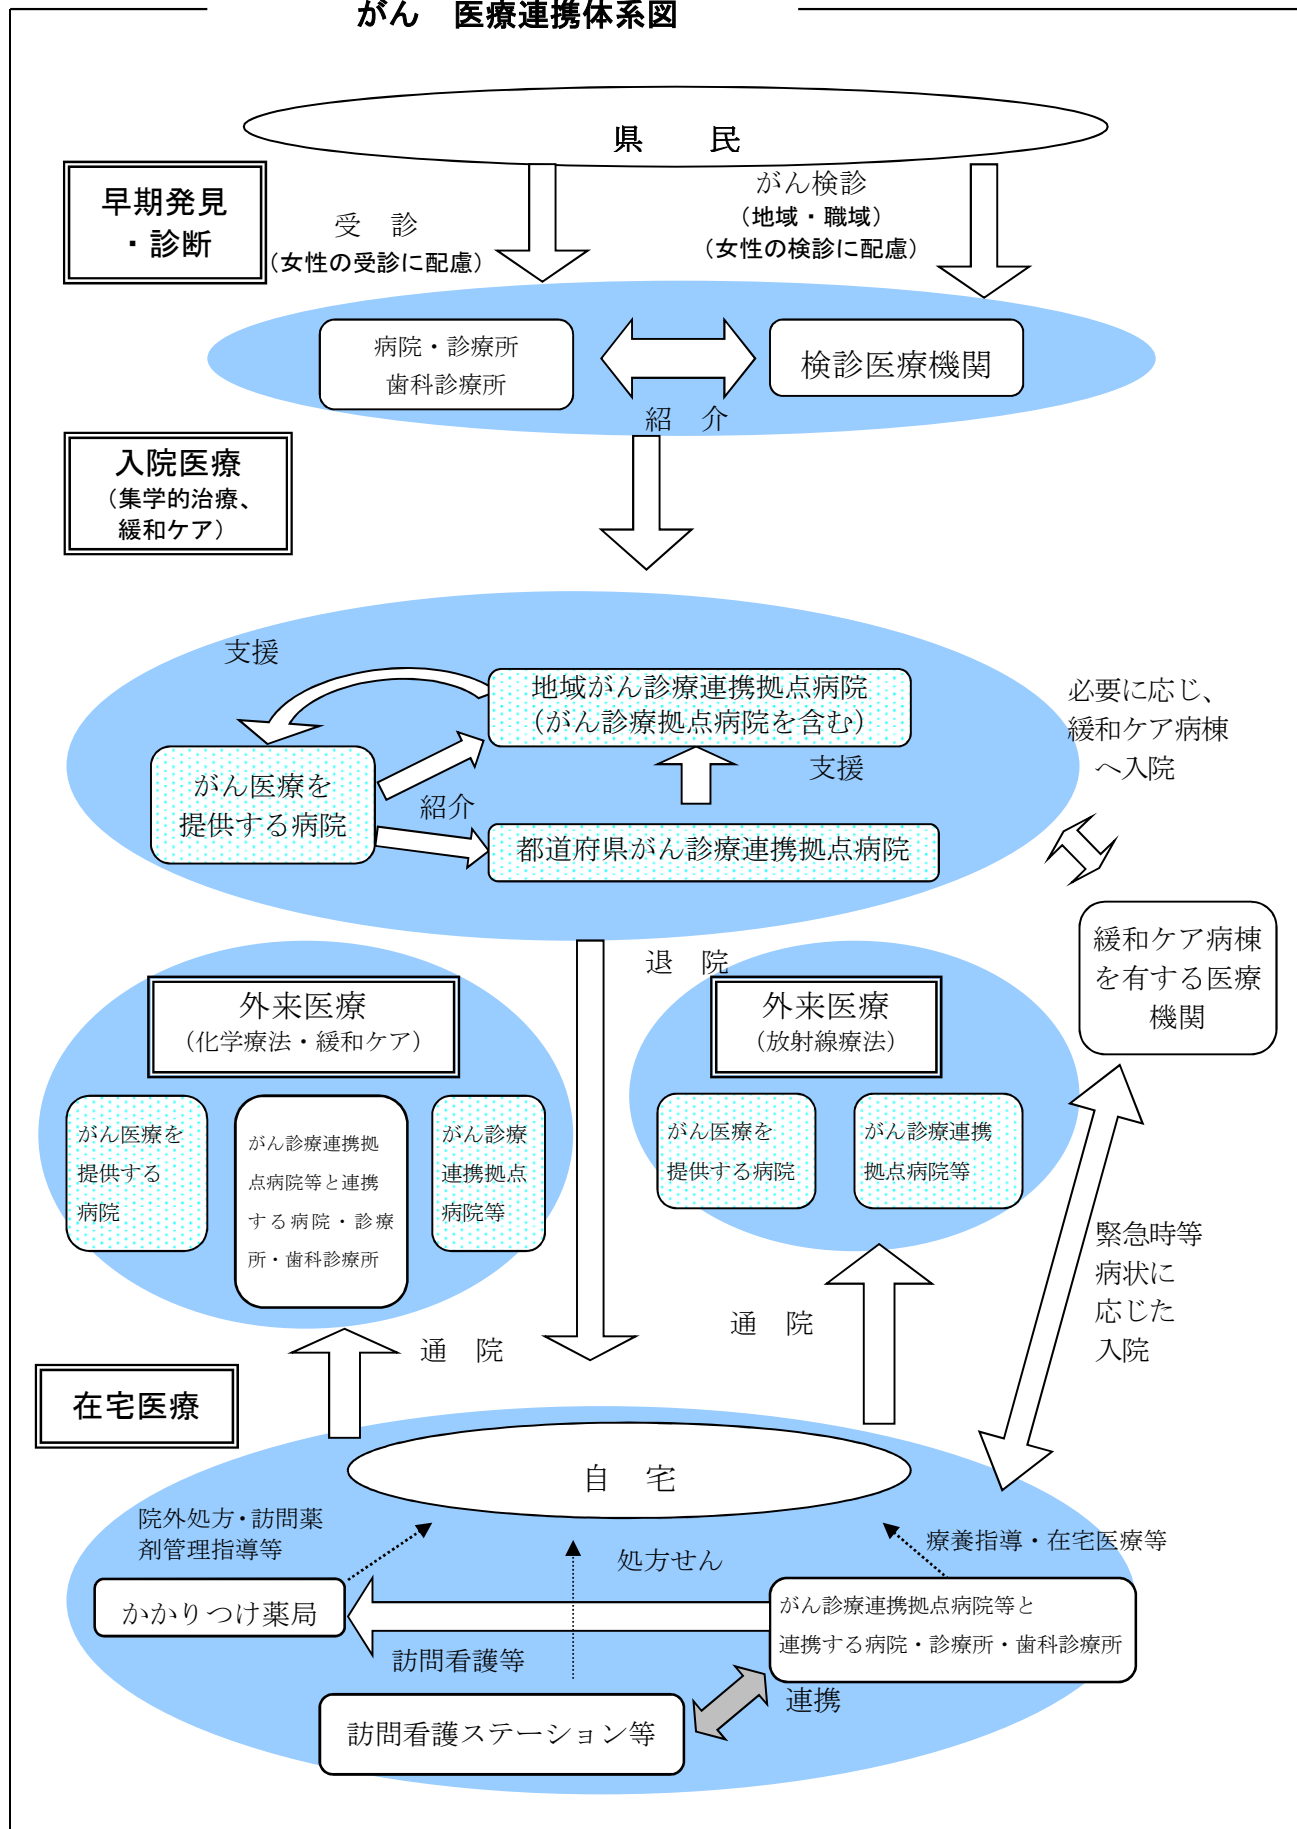 がん　医療連携体系図
県　民
早期発見
・診断
受　診
（女性の受診に配慮）
がん検診
（地域・職域）
（女性の検診に配慮）
病院・診療所
歯科診療所
検診医療機関
紹　介
入院医療
（集学的治療、
緩和ケア）
支援
地域がん診療連携拠点病院
（がん診療拠点病院を含む）
必要に応じ、
緩和ケア病棟
へ入院
がん医療を
提供する病院
支援
紹介
都道府県がん診療連携拠点病院
緩和ケア病棟
を有する医療
機関
退　院
外来医療
（化学療法・緩和ケア）
外来医療
（放射線療法）
がん医療を
提供する
病院
がん診療連携拠
点病院等と連携
する病院・診療
所・歯科診療所
がん診療
連携拠点
病院等
がん医療を
提供する病院
がん診療連携
拠点病院等
緊急時等
病状に
応じた
入院
通　院
通　院
在宅医療
自　宅
院外処方・訪問薬
剤管理指導等
処方せん
療養指導・在宅医療等
かかりつけ薬局
がん診療連携拠点病院等と
連携する病院・診療所・歯科診療所
訪問看護等
連携
訪問看護ステーション等